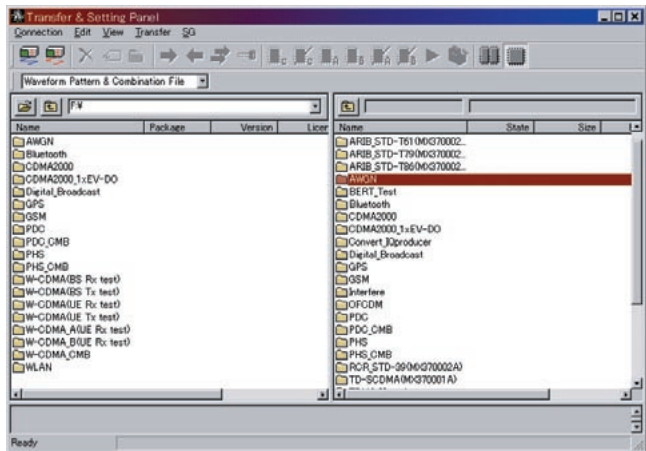 Transfer & Setting Panel
Connection Edit View Transfer SG
Waveform Pattern & Combination File
F:¥
Name Package Version Licer
AWGN
Bluetooth
CDMA2000
CDMA2000_1xEV-DO
Digital_Broadcast
GPS
GSM
PDC
PDC_CMB
PHS
PHS_CMB
W-CDMA(BS Rx test)
W-CDMA(BS Tx test)
W-CDMA(UE Rx test)
W-CDMA(UE Tx test)
W-CDMA_A(UE Rx test)
W-CDMA_B(UE Rx test)
W-CDMA_CMB
WLAN
Name State Size
ARIB_STD-T61(MX370002_
ARIB_STD-T79(MX370002_
ARIB_STD-T86(MX370002_
AWGN
BERT_Test
Bluetooth
CDMA2000
CDMA2000_1xEV-DO
Convert_IQproducer
Digital_Broadcast
GPS
GSM
Interfere
OFCDM
PDC
PDC_CMB
PHS
PHS_CMB
RCR_STD-39(MX370002A)
TD-SCDMA(MX370001A)
Ready